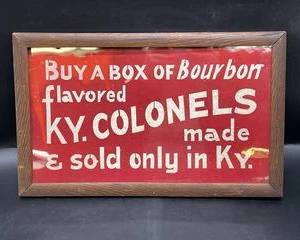 BUY A BOX OF Bourbon
flavored
KY. COLONELS
made
& sold only in KY.